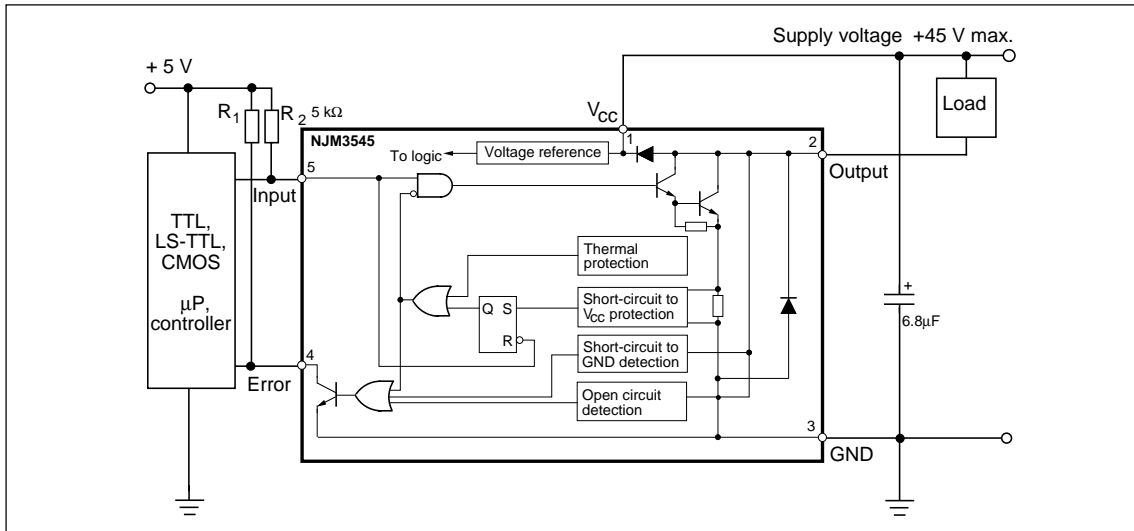 Supply voltage +45 V max.
+ 5 V
R1
R2 5 kΩ
VCC
Load
NJM3545
1
Voltage reference
To logic
2
5
Output
Input
TTL,
LS-TTL,
CMOS
µP,
controller
Thermal
protection
Q S
R
Short-circuit to
VCC protection
+
6.8µF
Short-circuit to
GND detection
4
Error
Open circuit
detection
3
GND